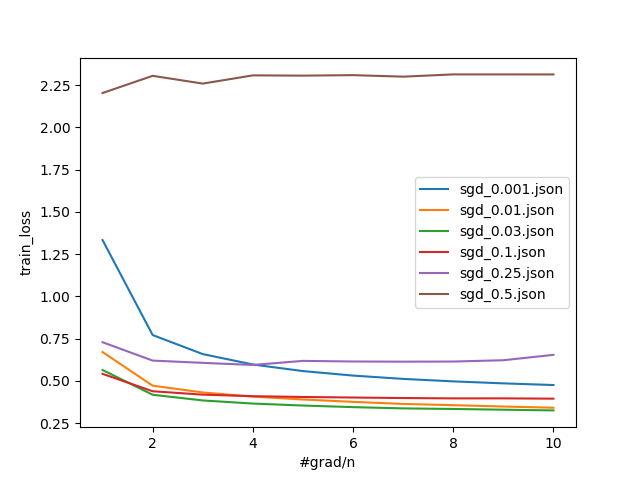 2.25
2.00
1.75
1.50
1.25
1.00
0.75
0.50
0.25
train_loss
sgd_0.001.json
sgd_0.01.json
sgd_0.03.json
sgd_0.1.json
sgd_0.25.json
sgd_0.5.json
2 4 6 8 10
#grad/n